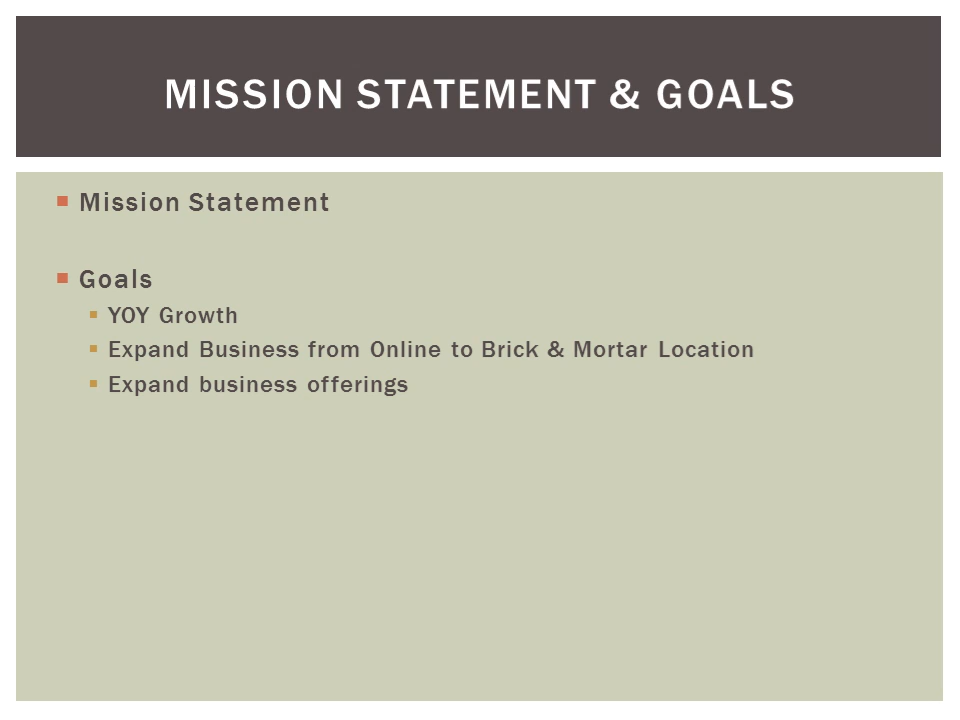 MISSION STATEMENT & GOALS
Mission Statement
Goals
YOY Growth
Expand Business from Online to Brick & Mortar Location
Expand business offerings